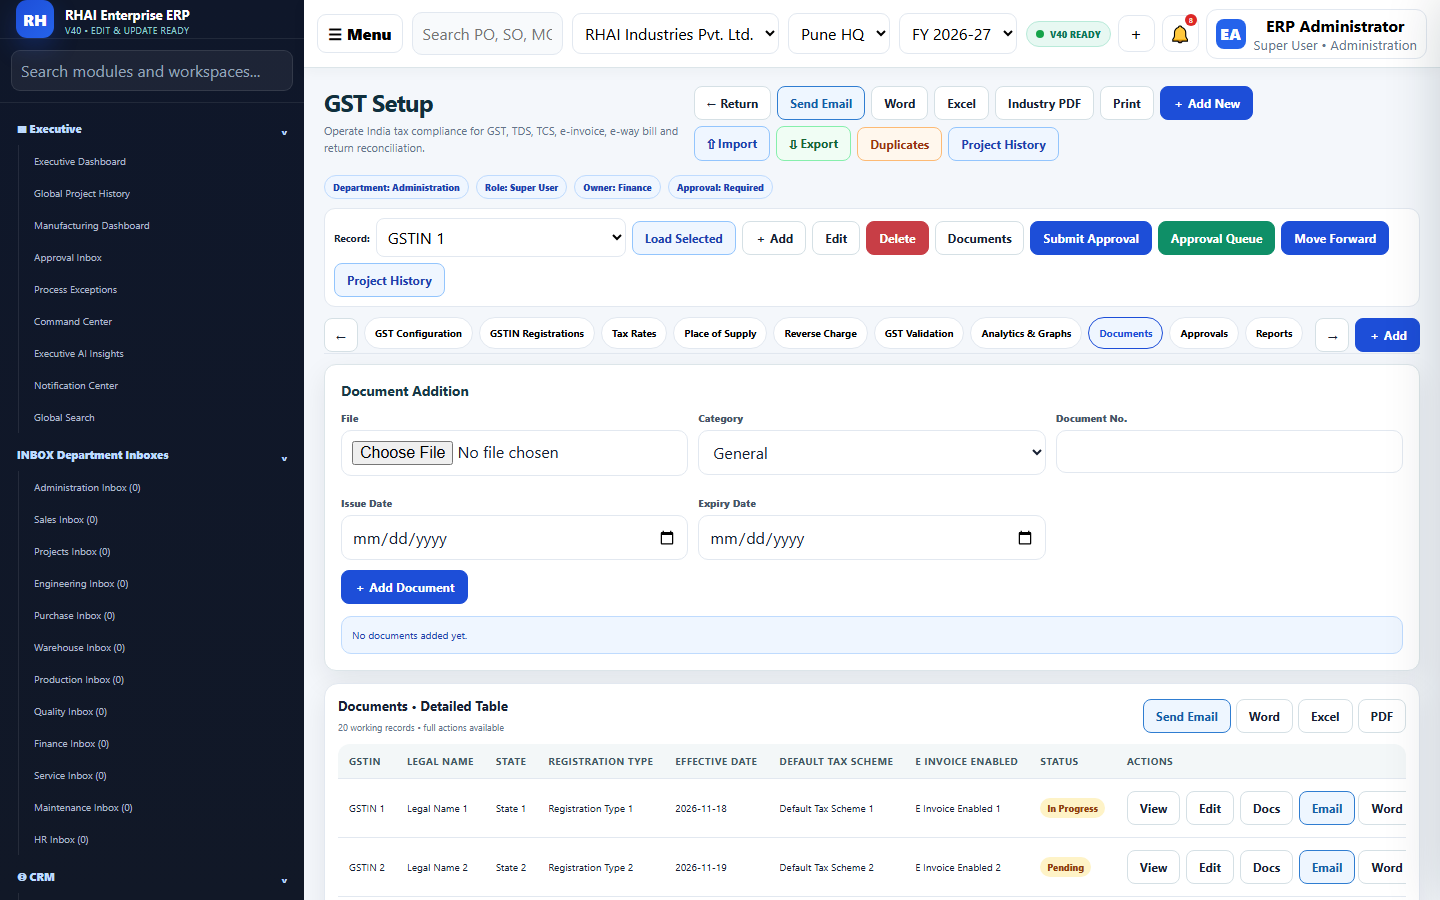 RH
RHAI Enterprise ERP
V40 • EDIT & UPDATE READY
Search modules and workspaces...
Executive
Executive Dashboard
Global Project History
Manufacturing Dashboard
Approval Inbox
Process Exceptions
Command Center
Executive AI Insights
Notification Center
Global Search
INBOX Department Inboxes
Administration Inbox (0)
Sales Inbox (0)
Projects Inbox (0)
Engineering Inbox (0)
Purchase Inbox (0)
Warehouse Inbox (0)
Production Inbox (0)
Quality Inbox (0)
Finance Inbox (0)
Service Inbox (0)
Maintenance Inbox (0)
HR Inbox (0)
CRM
☰ Menu
Search PO, SO, MO
RHAI Industries Pvt. Ltd.
Pune HQ
FY 2026-27
V40 READY
+
8
EA
ERP Administrator
Super User • Administration
GST Setup
Operate India tax compliance for GST, TDS, TCS, e-invoice, e-way bill and
return reconciliation.
← Return
Send Email
Word
Excel
Industry PDF
Print
+ Add New
⇧ Import
⇩ Export
Duplicates
Project History
Department: Administration
Role: Super User
Owner: Finance
Approval: Required
Record:
GSTIN 1
Load Selected
+ Add
Edit
Delete
Documents
Submit Approval
Approval Queue
Move Forward
Project History
←
GST Configuration
GSTIN Registrations
Tax Rates
Place of Supply
Reverse Charge
GST Validation
Analytics & Graphs
Documents
Approvals
Reports
→
+ Add
Document Addition
File
Category
Document No.
Choose File No file chosen
General
Issue Date
Expiry Date
mm/dd/yyyy
mm/dd/yyyy
+ Add Document
No documents added yet.
Documents • Detailed Table
20 working records • full actions available
Send Email
Word
Excel
PDF
GSTIN LEGAL NAME STATE REGISTRATION TYPE EFFECTIVE DATE DEFAULT TAX SCHEME E INVOICE ENABLED STATUS ACTIONS
GSTIN 1 Legal Name 1 State 1 Registration Type 1 2026-11-18 Default Tax Scheme 1 E Invoice Enabled 1 In Progress View Edit Docs Email Word
GSTIN 2 Legal Name 2 State 2 Registration Type 2 2026-11-19 Default Tax Scheme 2 E Invoice Enabled 2 Pending View Edit Docs Email Word